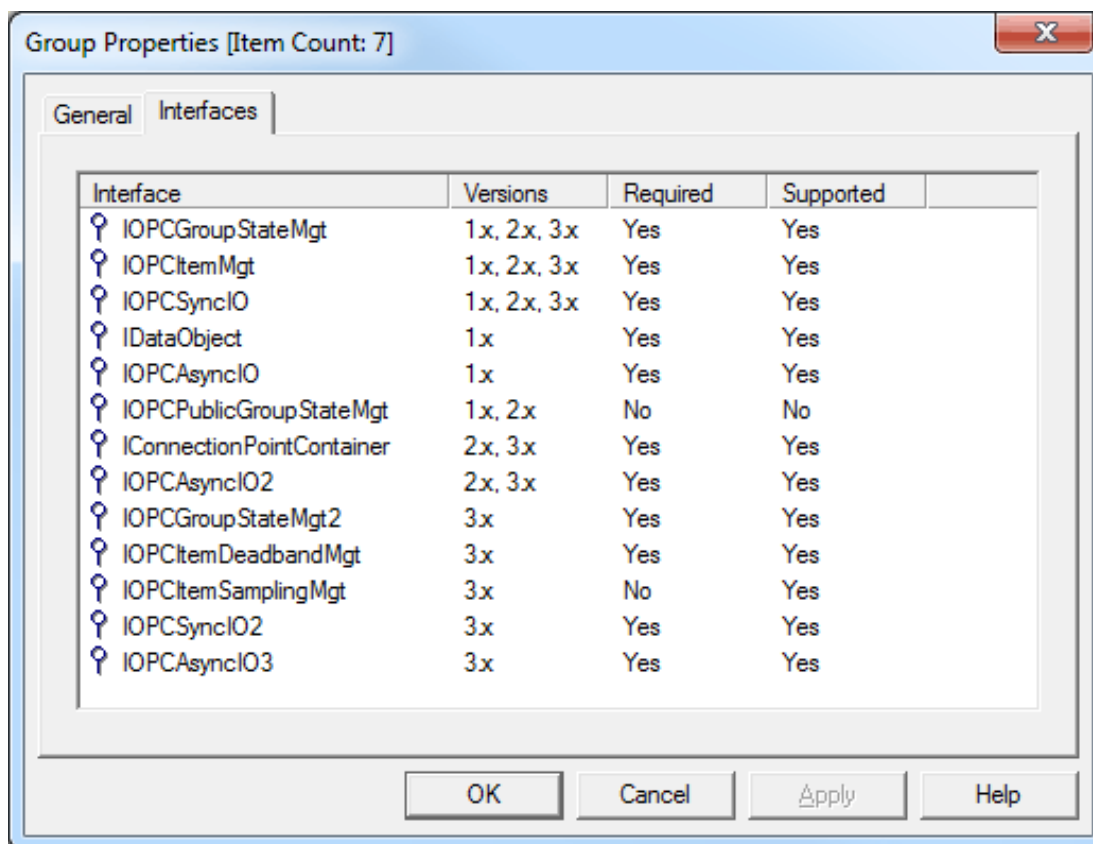 Group Properties [Item Count: 7]
General Interfaces
Interface Versions Required Supported
IOPCGroupStateMgt 1.x, 2.x, 3.x Yes Yes
IOPCItemMgt 1.x, 2.x, 3.x Yes Yes
IOPCSyncIO 1.x, 2.x, 3.x Yes Yes
IDataObject 1.x Yes Yes
IOPCAsyncIO 1.x Yes Yes
IOPCPublicGroupStateMgt 1.x, 2.x No No
IConnectionPointContainer 2.x, 3.x Yes Yes
IOPCAsyncIO2 2.x, 3.x Yes Yes
IOPCGroupStateMgt2 3.x Yes Yes
IOPCItemDeadbandMgt 3.x Yes Yes
IOPCItemSamplingMgt 3.x No Yes
IOPCSyncIO2 3.x Yes Yes
IOPCAsyncIO3 3.x Yes Yes
OK Cancel Apply Help